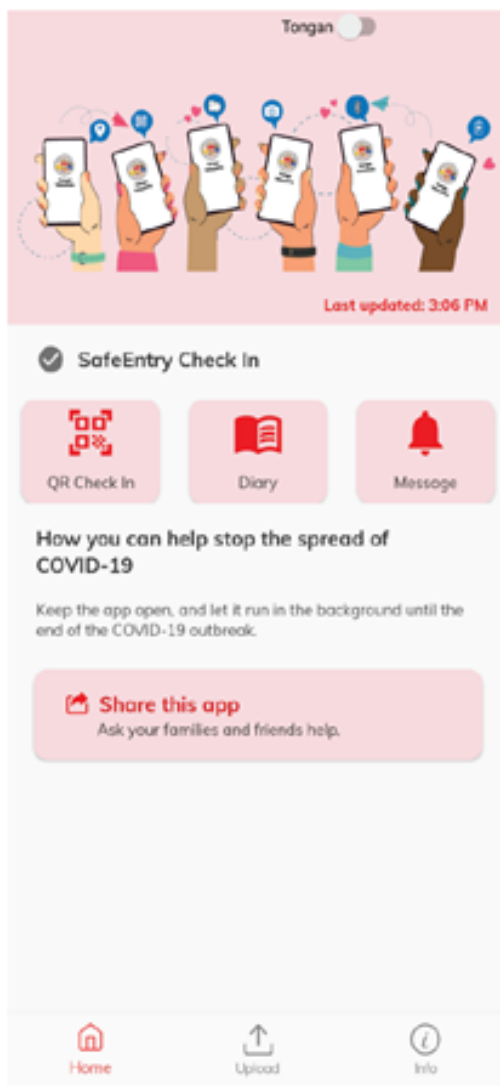 Tongan
Last updated: 3:06 PM
SafeEntry Check In
QR Check In
Diary
Message
How you can help stop the spread of
COVID-19
Keep the app open, and let it run in the background until the
end of the COVID-19 outbreak.
Share this app
Ask your families and friends help.
Home
Upload
Info